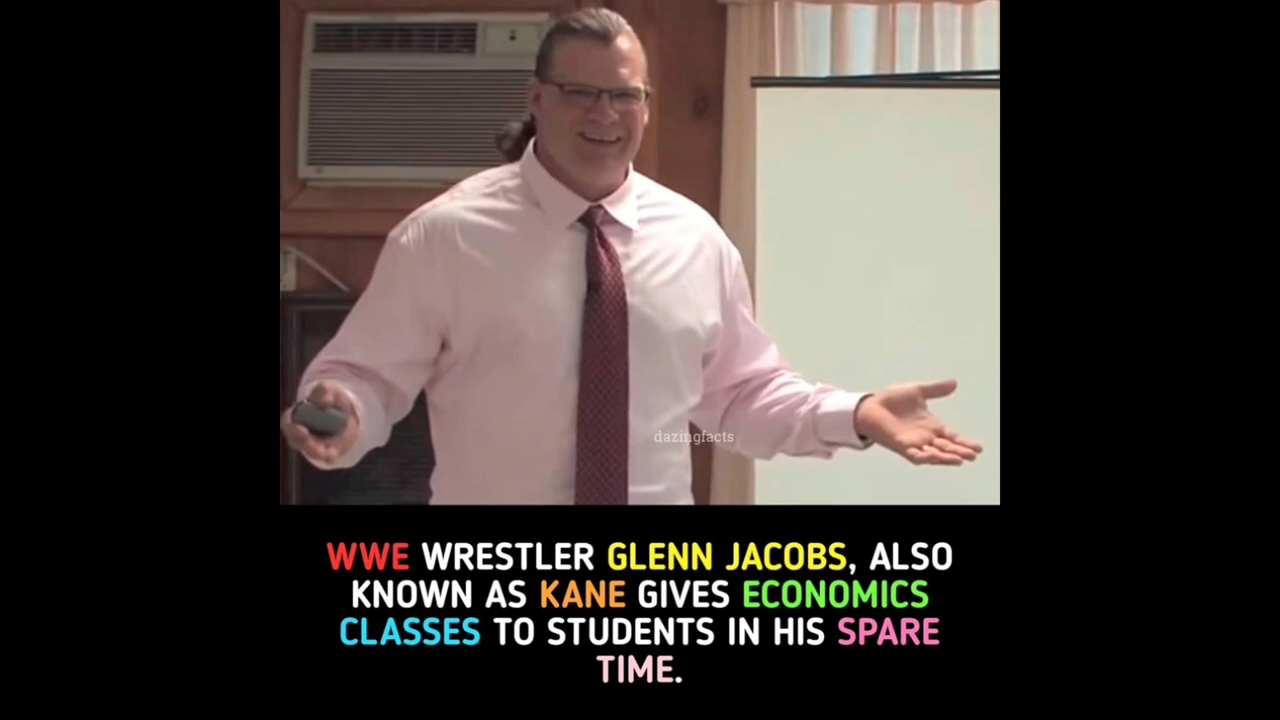 dazingfacts
WWE WRESTLER GLENN JACOBS, ALSO
KNOWN AS KANE GIVES ECONOMICS
CLASSES TO STUDENTS IN HIS SPARE
TIME.